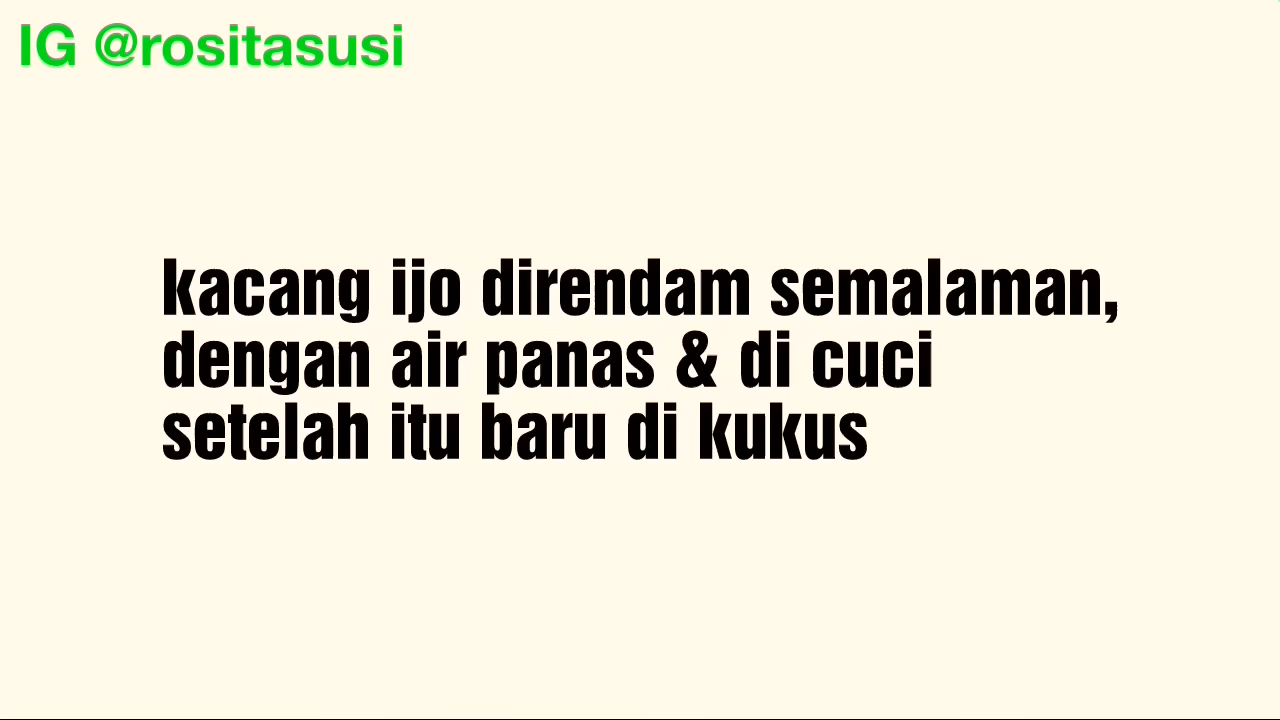 IG @rositasusi
kacang ijo direndam semalaman,
dengan air panas & di cuci
setelah itu baru di kukus